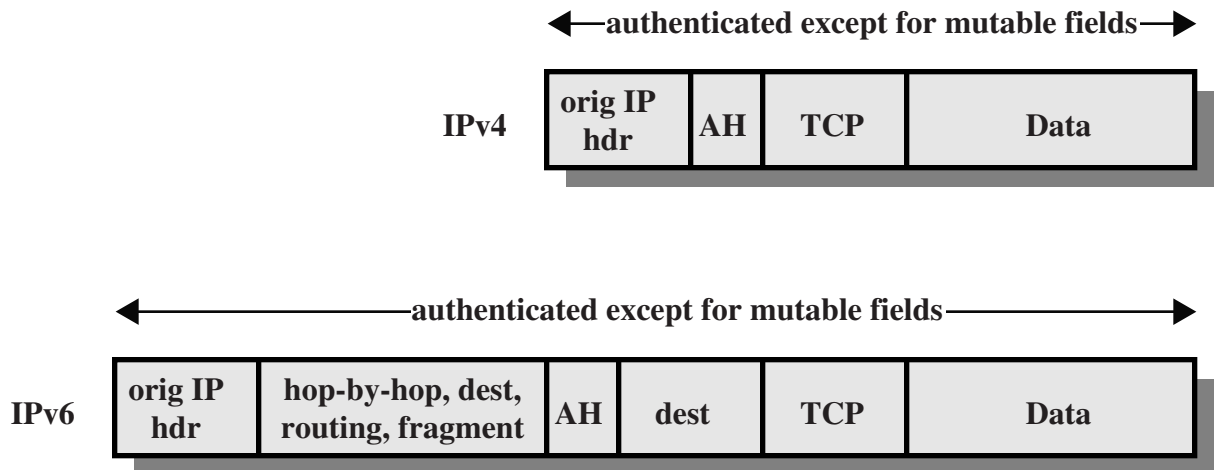 authenticated except for mutable fields
IPv4
orig IP
hdr
AH
TCP
Data
authenticated except for mutable fields
IPv6
orig IP
hdr
hop-by-hop, dest,
routing, fragment
AH
dest
TCP
Data